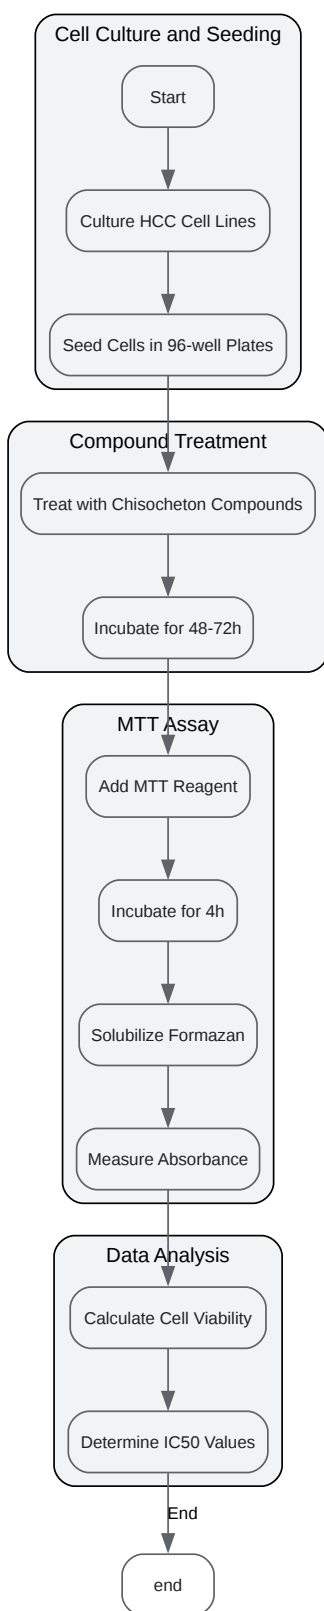 Cell Culture and Seeding
Start
Culture HCC Cell Lines
Seed Cells in 96-well Plates
Compound Treatment
Treat with Chisocheton Compounds
Incubate for 48-72h
MTT Assay
Add MTT Reagent
Incubate for 4h
Solubilize Formazan
Measure Absorbance
Data Analysis
Calculate Cell Viability
Determine IC50 Values
End
end